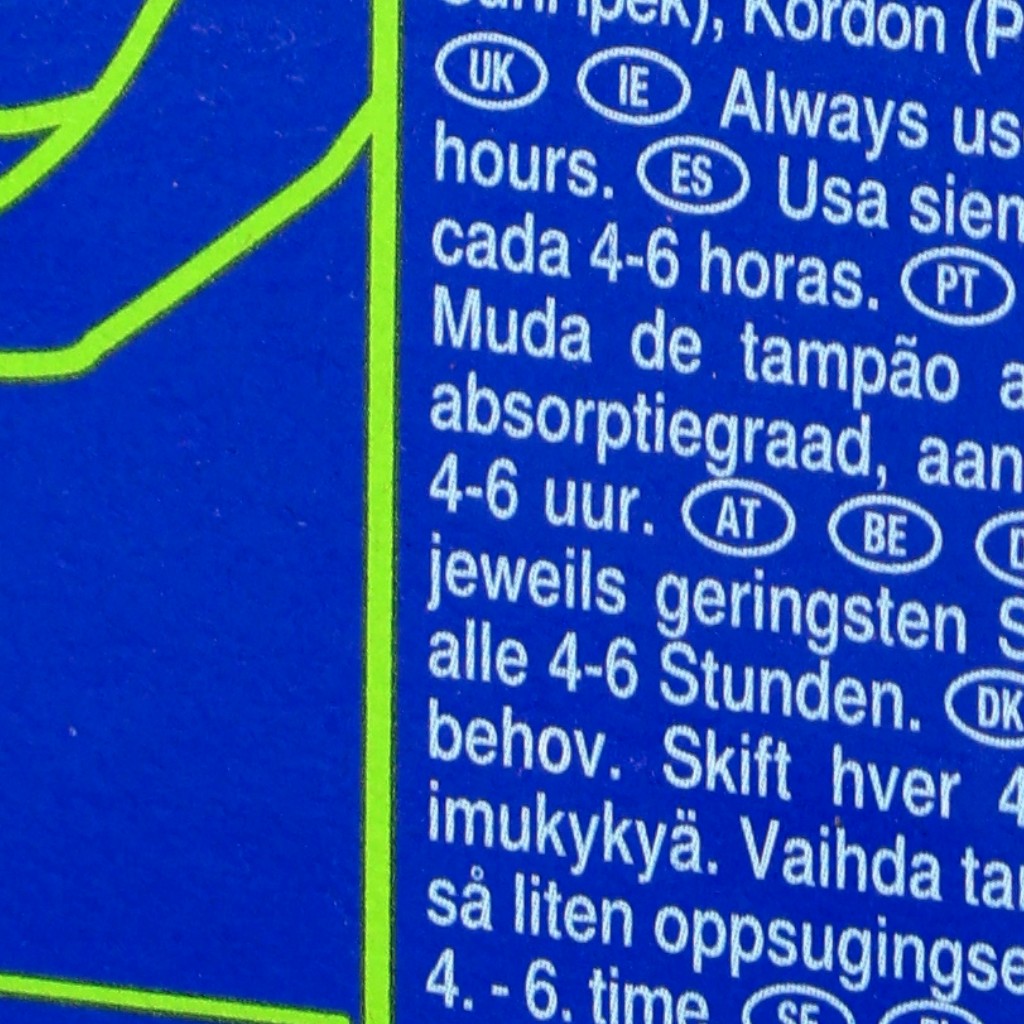 Kordon (P
UK IE Always us
hours. ES Usa sien
cada 4-6 horas. PT
Muda de tampão a
absorptiegraad, aan
4-6 uur. AT BE
jeweils geringsten S
alle 4-6 Stunden. DK
behov. Skift hver 4
imukykyä. Vaihda ta
så liten oppsugingse
4. - 6. time SE